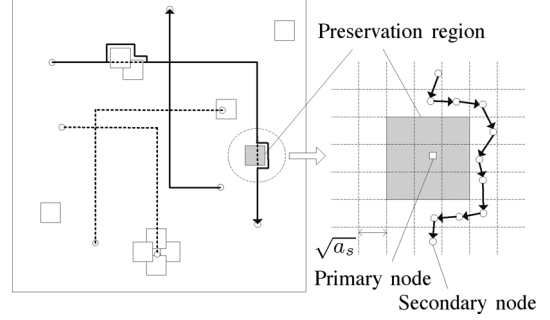 Preservation region
√a_s
Primary node
Secondary node